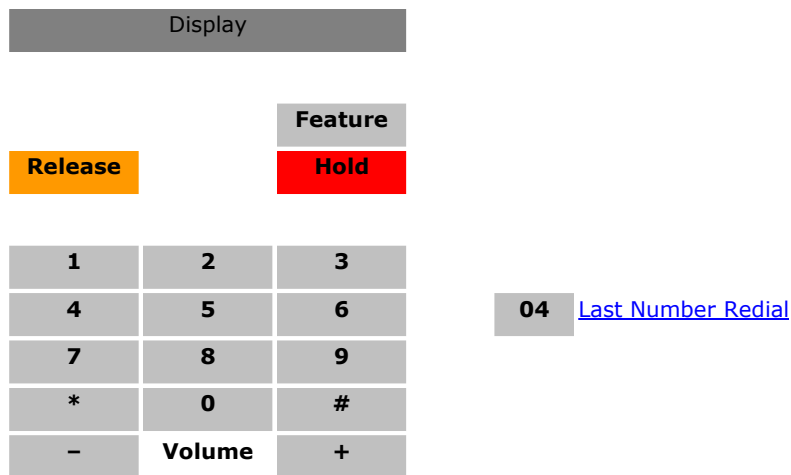 Display
Feature
Release Hold
1 2 3
4 5 6 04 Last Number Redial
7 8 9
* 0 #
– Volume +